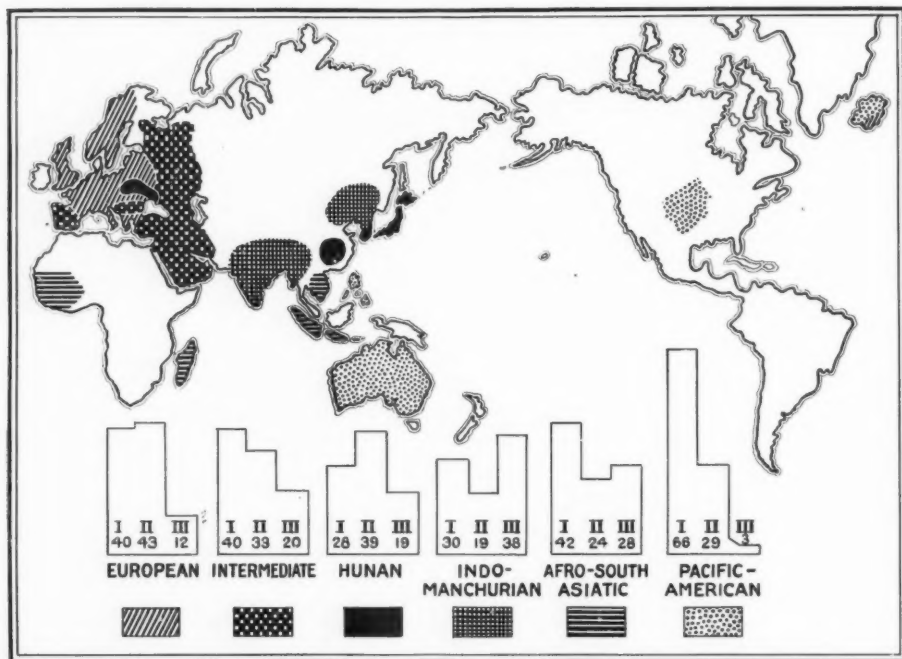 I II III
40 43 12
EUROPEAN
I II III
40 33 20
INTERMEDIATE
I II III
28 39 19
HUNAN
I II III
30 19 38
INDO-
MANCHURIAN
I II III
42 24 28
AFRO-SOUTH
ASIATIC
I II III
66 29 3
PACIFIC-
AMERICAN